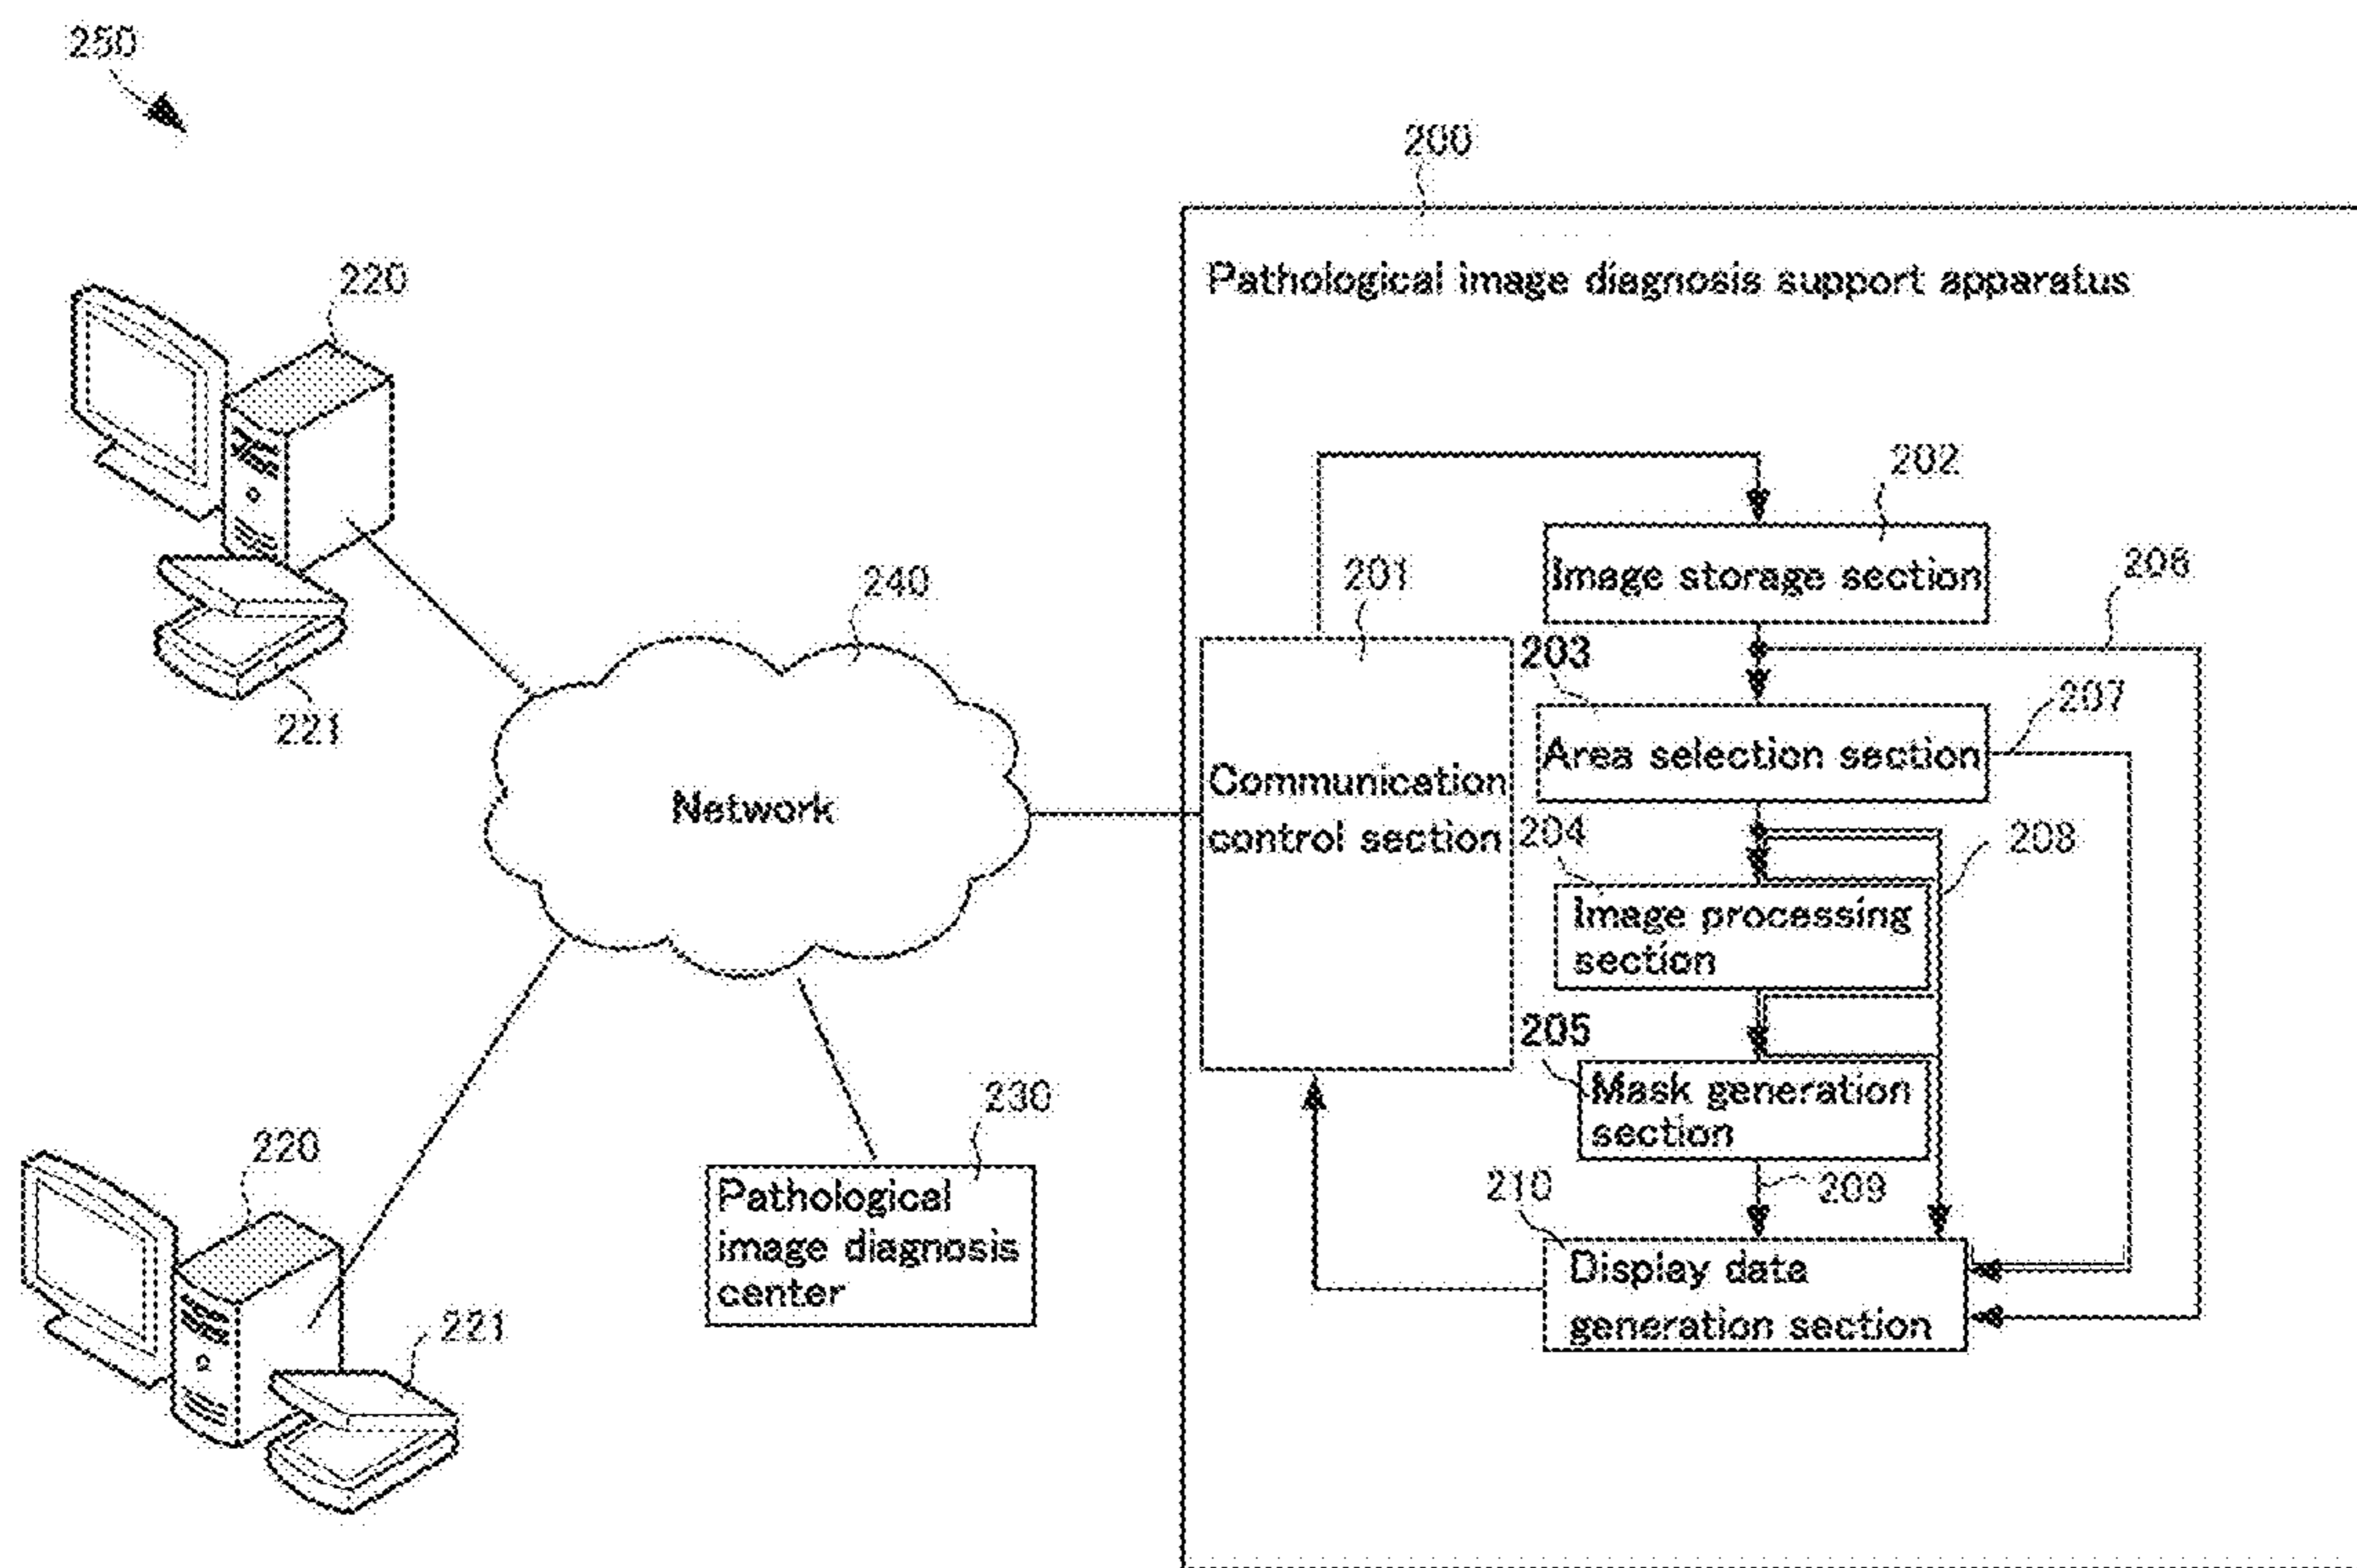 250
200
Pathological image diagnosis support apparatus
220
202
Image storage section
201
206
240
203
207
221
Area selection section
Communication
control section
Network
204
208
Image processing
section
205
230
Mask generation
section
220
Pathological
image diagnosis
center
210
209
Display data
generation section
221